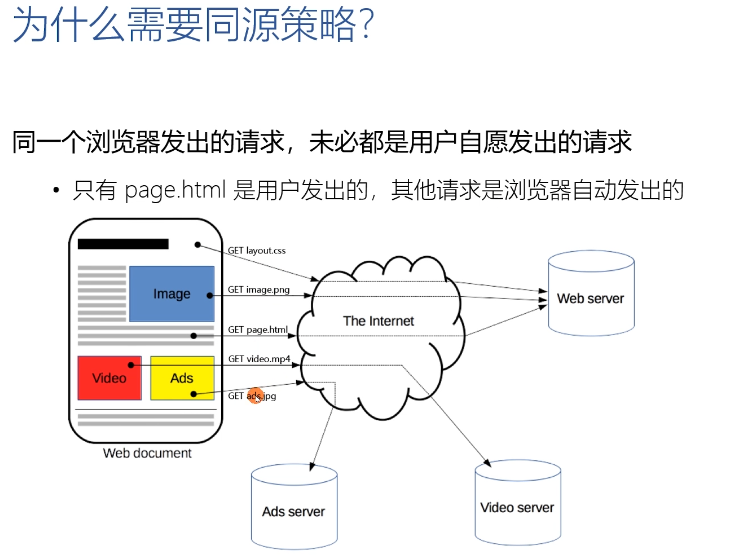 为什么需要同源策略？
同一个浏览器发出的请求，未必都是用户自愿发出的请求
• 只有 page.html 是用户发出的，其他请求是浏览器自动发出的
GET layout.css
GET image.png
Image
Web server
The Internet
GET page.html
GET video.mp4
Video
Ads
GET ads.jpg
Web document
Ads server
Video server